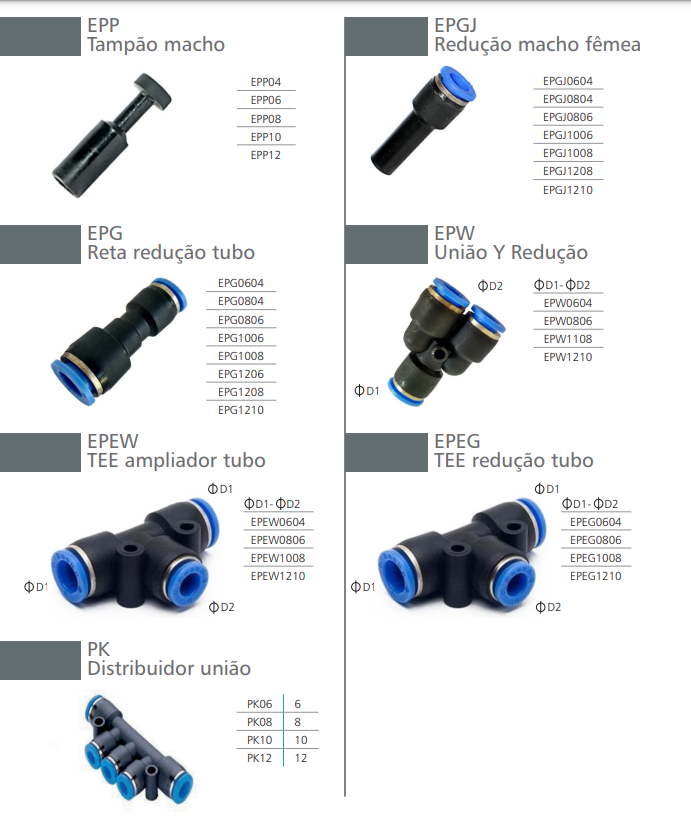 EPP
Tampão macho
EPP04
EPP06
EPP08
EPP10
EPP12
EPGJ
Redução macho fêmea
EPGJ0604
EPGJ0804
EPGJ0806
EPGJ1006
EPGJ1008
EPGJ1208
EPGJ1210
EPG
Reta redução tubo
EPG0604
EPG0804
EPG0806
EPG1006
EPG1008
EPG1206
EPG1208
EPG1210
EPW
União Y Redução
ΦD2
ΦD1- ΦD2
EPW0604
EPW0806
EPW1108
EPW1210
ΦD1
EPEW
TEE ampliador tubo
ΦD1
ΦD1- ΦD2
EPEW0604
EPEW0806
EPEW1008
EPEW1210
ΦD1
ΦD2
EPEG
TEE redução tubo
ΦD1
ΦD1- ΦD2
EPEG0604
EPEG0806
EPEG1008
EPEG1210
ΦD1
ΦD2
PK
Distribuidor união
PK06 6
PK08 8
PK10 10
PK12 12